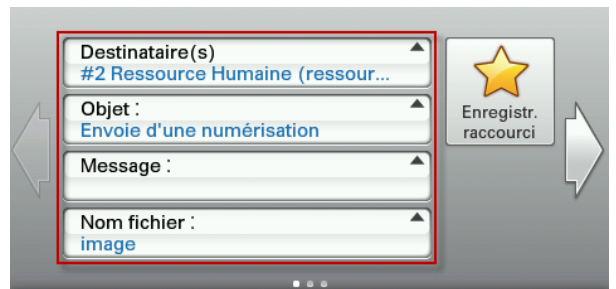 Destinataire(s)
#2 Ressource Humaine (ressour...
Objet :
Envoie d'une numérisation
Message :
Nom fichier :
image
Enregistr.
raccourci